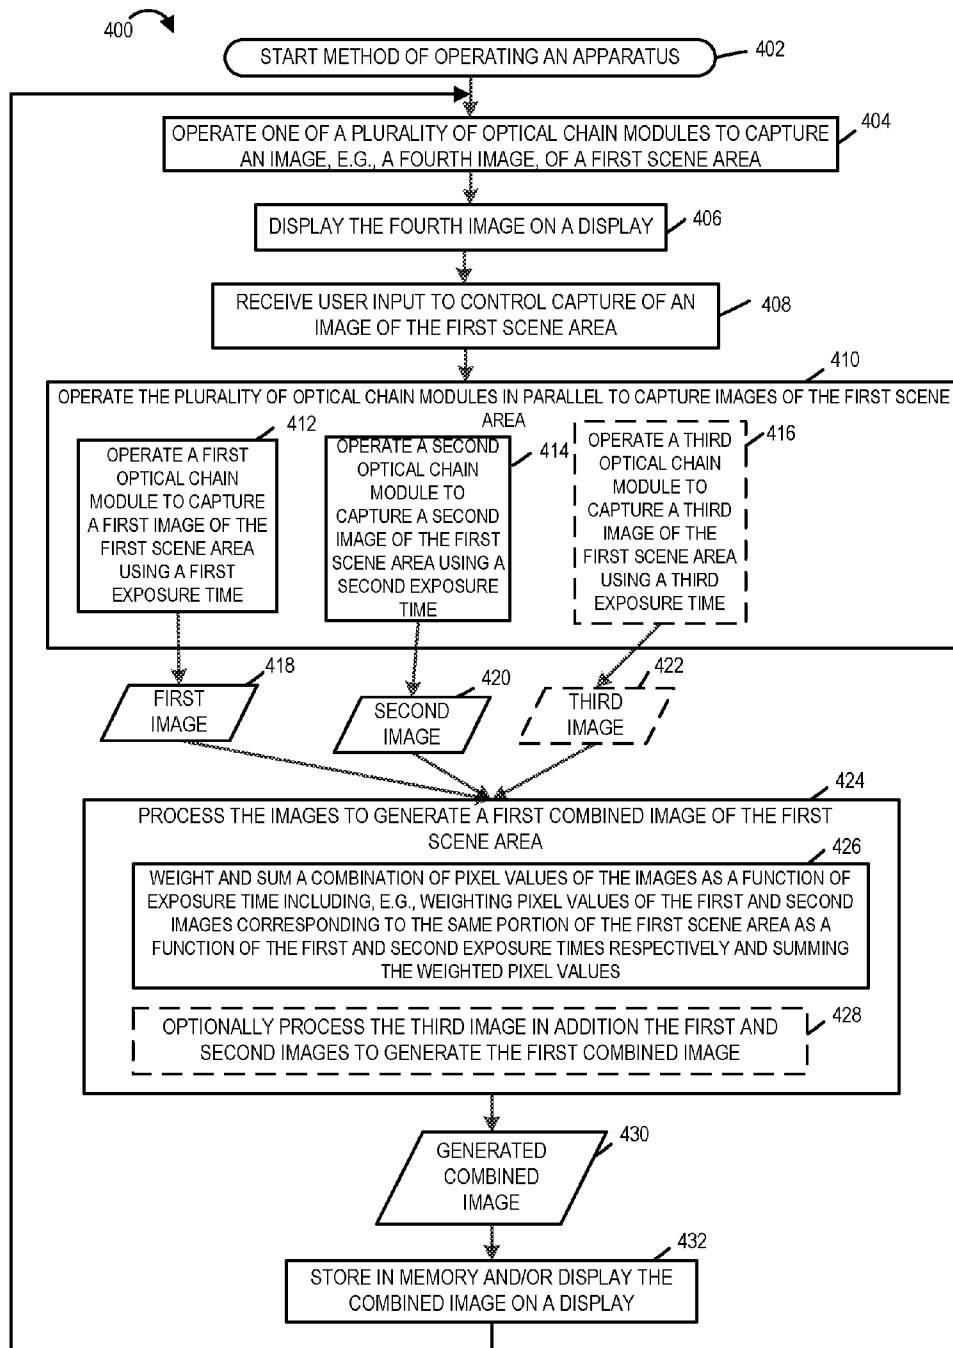 400
START METHOD OF OPERATING AN APPARATUS
402
OPERATE ONE OF A PLURALITY OF OPTICAL CHAIN MODULES TO CAPTURE
AN IMAGE, E.G., A FOURTH IMAGE, OF A FIRST SCENE AREA
404
DISPLAY THE FOURTH IMAGE ON A DISPLAY
406
RECEIVE USER INPUT TO CONTROL CAPTURE OF AN
IMAGE OF THE FIRST SCENE AREA
408
410
OPERATE THE PLURALITY OF OPTICAL CHAIN MODULES IN PARALLEL TO CAPTURE IMAGES OF THE FIRST SCENE
AREA
412
OPERATE A FIRST
OPTICAL CHAIN
MODULE TO CAPTURE
A FIRST IMAGE OF THE
FIRST SCENE AREA
USING A FIRST
EXPOSURE TIME
414
OPERATE A SECOND
OPTICAL CHAIN
MODULE TO
CAPTURE A SECOND
IMAGE OF THE FIRST
SCENE AREA USING A
SECOND EXPOSURE
TIME
416
OPERATE A THIRD
OPTICAL CHAIN
MODULE TO
CAPTURE A THIRD
IMAGE OF THE
FIRST SCENE AREA
USING A THIRD
EXPOSURE TIME
418
FIRST
IMAGE
420
SECOND
IMAGE
422
THIRD
IMAGE
424
PROCESS THE IMAGES TO GENERATE A FIRST COMBINED IMAGE OF THE FIRST
SCENE AREA
426
WEIGHT AND SUM A COMBINATION OF PIXEL VALUES OF THE IMAGES AS A FUNCTION OF
EXPOSURE TIME INCLUDING, E.G., WEIGHTING PIXEL VALUES OF THE FIRST AND SECOND
IMAGES CORRESPONDING TO THE SAME PORTION OF THE FIRST SCENE AREA AS A
FUNCTION OF THE FIRST AND SECOND EXPOSURE TIMES RESPECTIVELY AND SUMMING
THE WEIGHTED PIXEL VALUES
OPTIONALLY PROCESS THE THIRD IMAGE IN ADDITION THE FIRST AND
SECOND IMAGES TO GENERATE THE FIRST COMBINED IMAGE
428
GENERATED
COMBINED
IMAGE
430
STORE IN MEMORY AND/OR DISPLAY THE
COMBINED IMAGE ON A DISPLAY
432